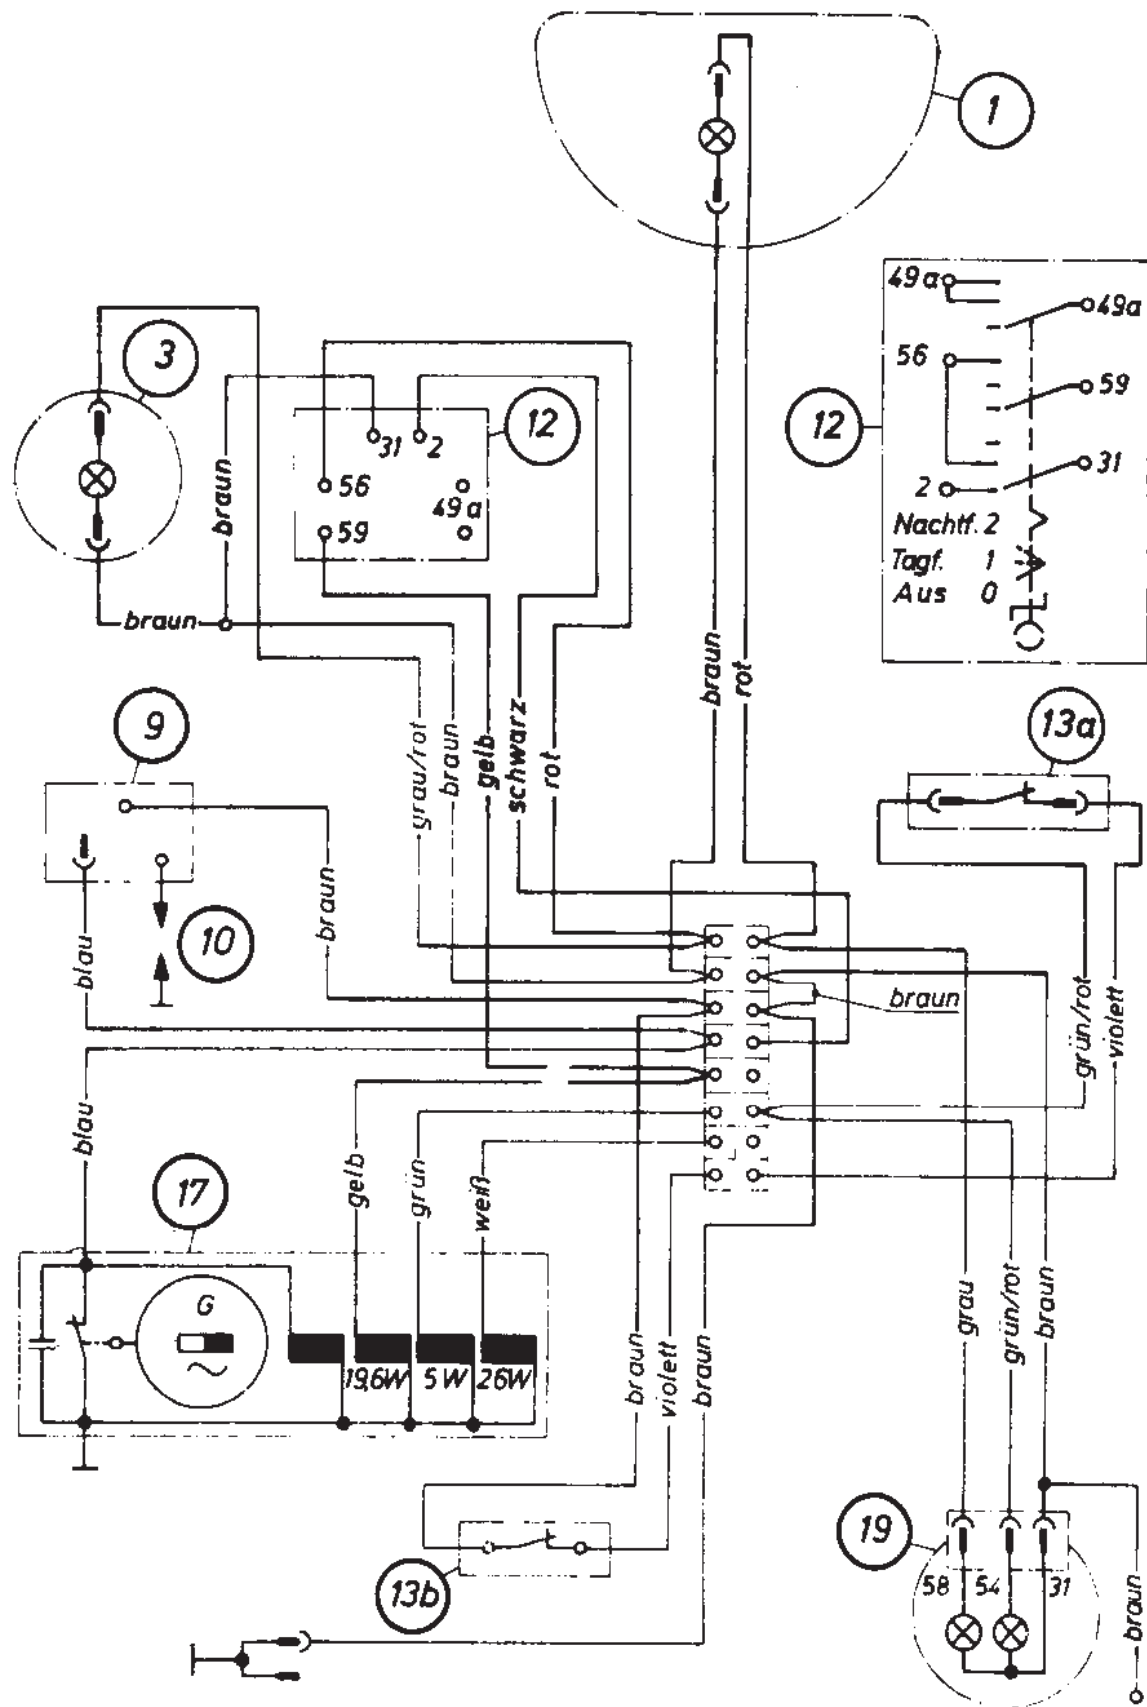 1
49a
49a
3
56
59
12
12
31
2
31
56
2
49a
59
braun
Nachtf. 2
Tagf. 1
Aus 0
braun
braun
rot
9
13a
grau/rot
braun
gelb
schwarz
rot
braun
10
blau
braun
grün/rot
violett
blau
17
gelb
grün
weiß
G
19,6W
5W
26W
braun
violett
braun
grau
grün/rot
braun
19
58
54
31
13b
braun